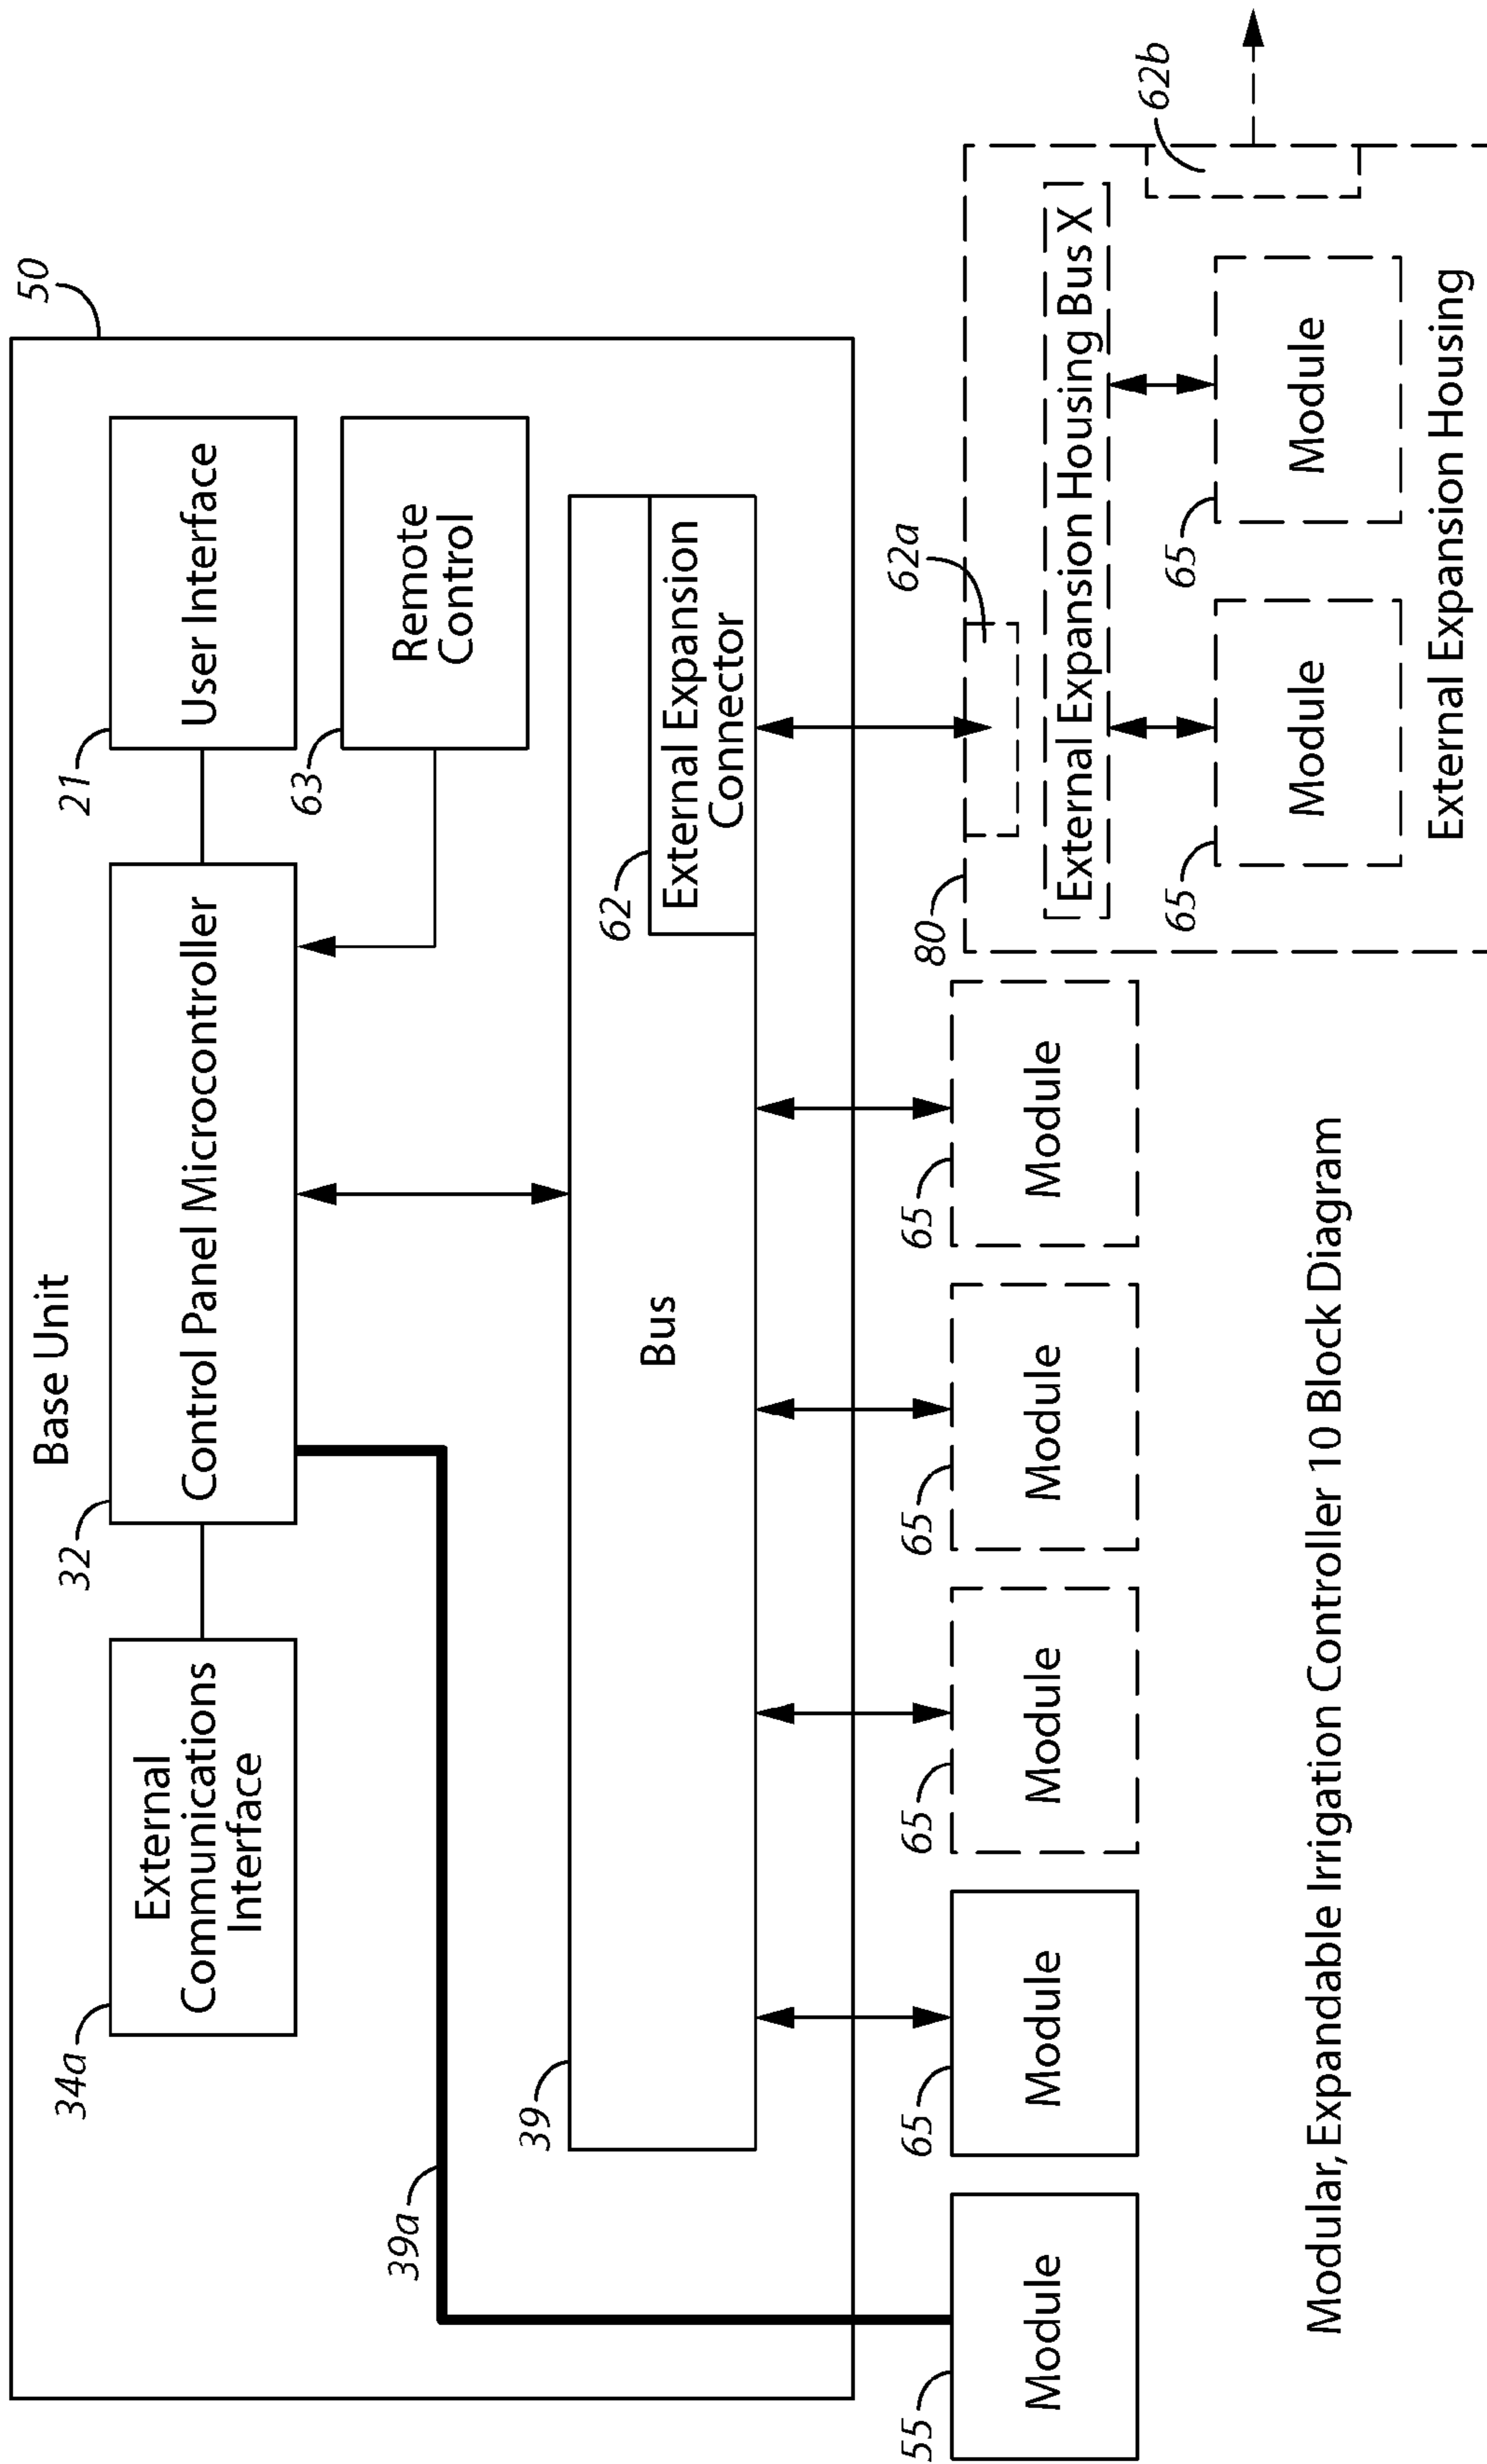 50
Base Unit
34a
External
Communications
Interface
32
Control Panel Microcontroller
21
User Interface
63
Remote
Control
39a
39
Bus
62
External Expansion
Connector
55
Module
65
Module
65
Module
65
Module
65
Module
80
62a
External Expansion Housing Bus X
62b
65
Module
65
Module
External Expansion Housing
Modular, Expandable Irrigation Controller 10 Block Diagram